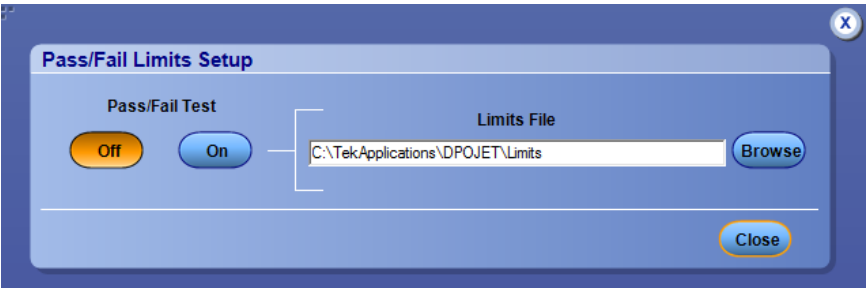 X
Pass/Fail Limits Setup
Pass/Fail Test
Limits File
Off On C:\TekApplications\DPOJET\Limits Browse
Close